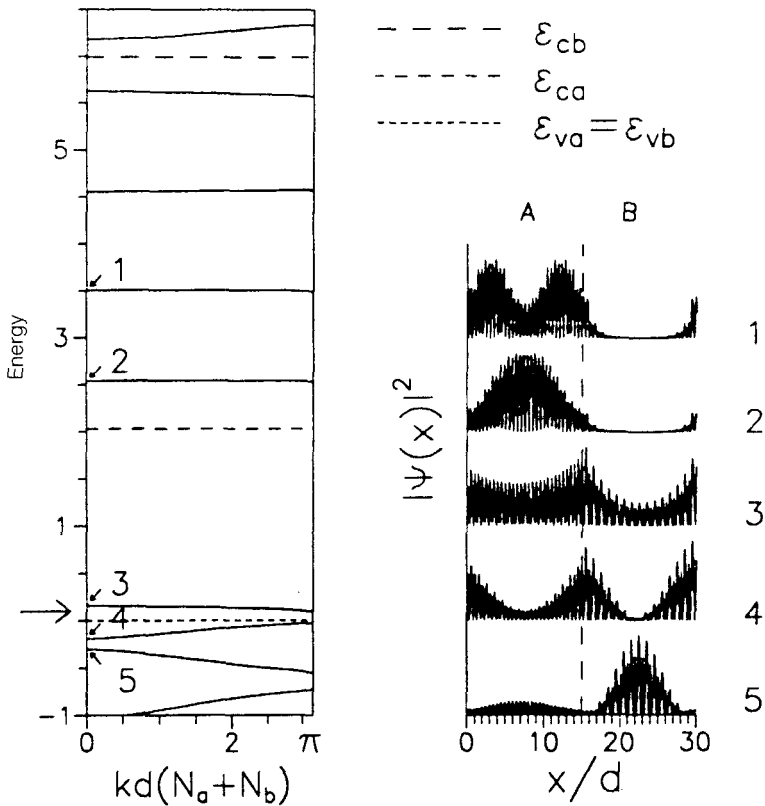 ε_cb
ε_ca
ε_va = ε_vb
Energy
5
3
1
-1
1
2
3
4
5
0
2
π
kd(N_a+N_b)
A
B
|ψ(x)|²
1
2
3
4
5
0
10
20
30
x/d